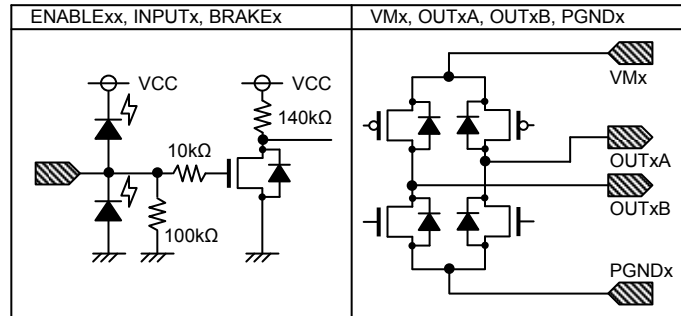 ENABLExx, INPUTx, BRAKEx
VCC
VCC
140kΩ
10kΩ
100kΩ
VMx, OUTxA, OUTxB, PGNDx
VMx
OUTxA
OUTxB
PGNDx